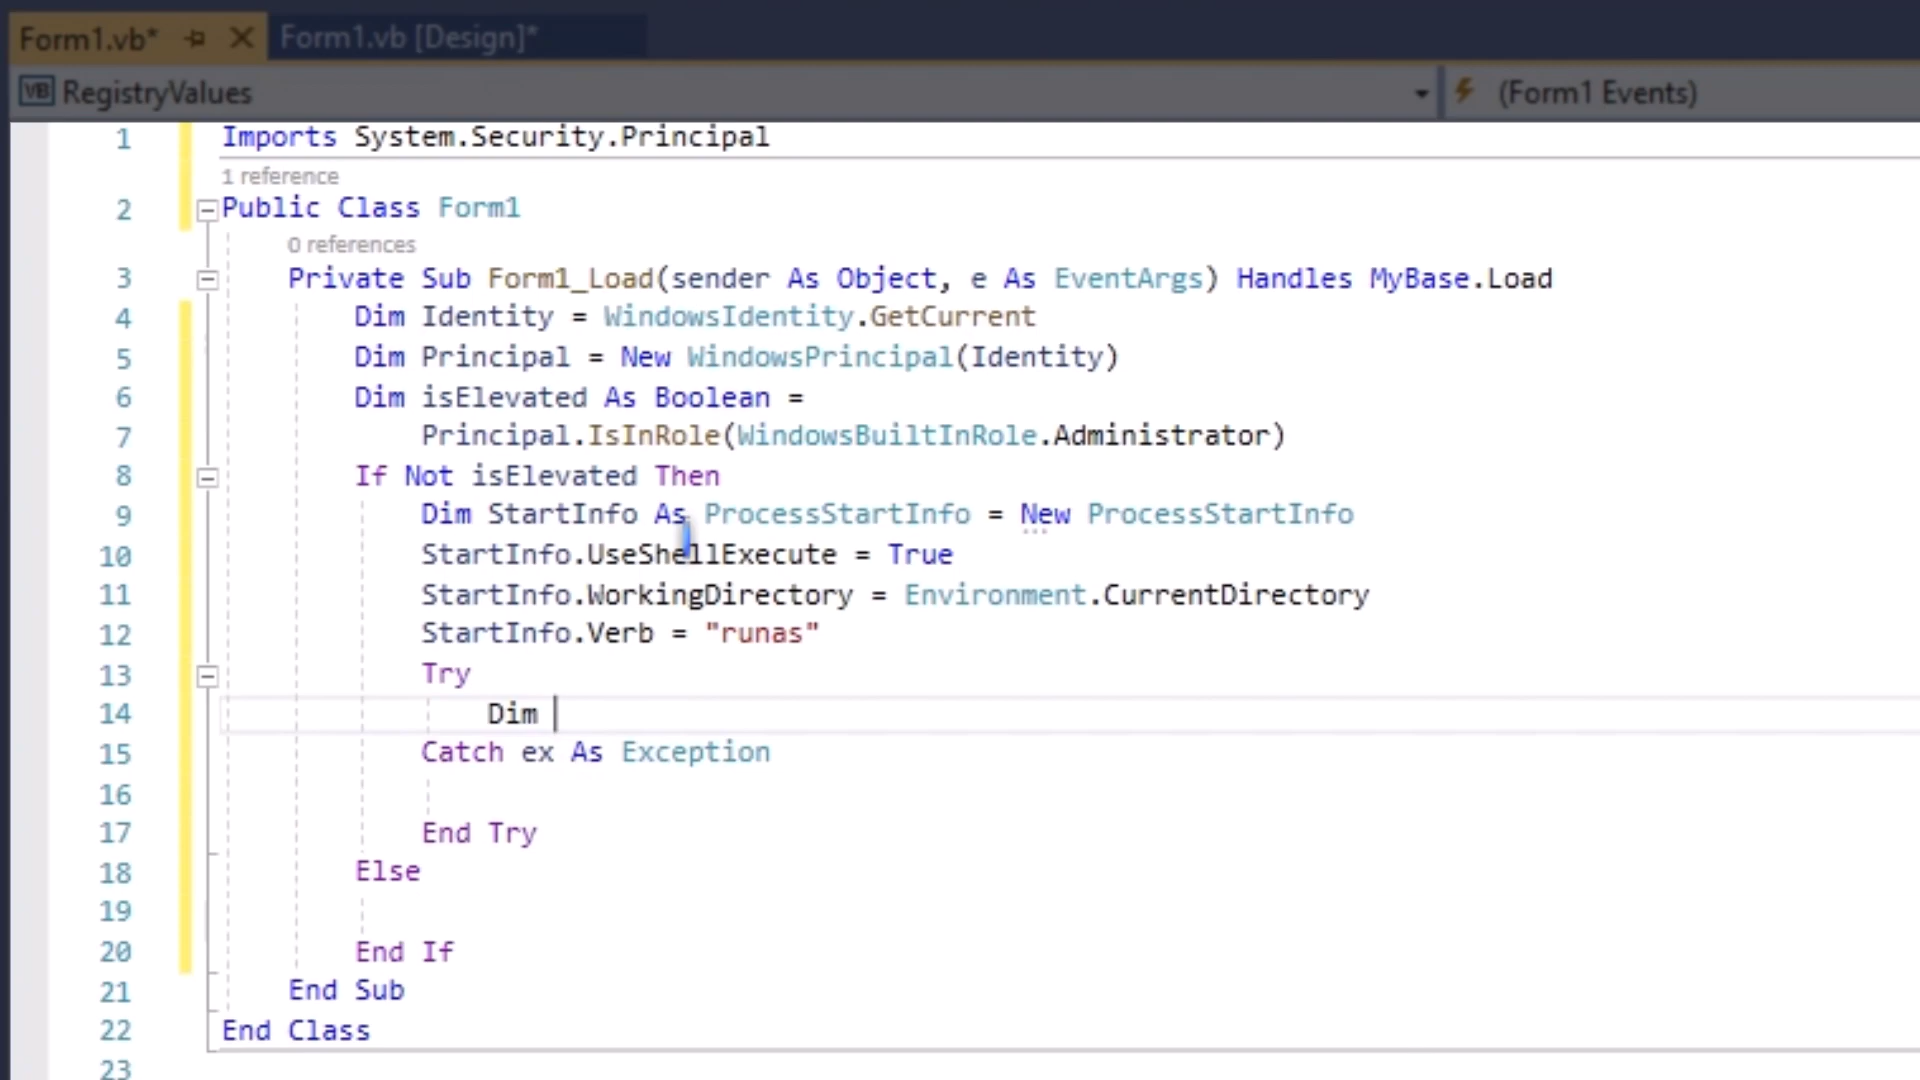 Form1.vb* Form1.vb [Design]*
VB RegistryValues (Form1 Events)
1 Imports System.Security.Principal
1 reference
2 Public Class Form1
0 references
3 Private Sub Form1_Load(sender As Object, e As EventArgs) Handles MyBase.Load
4 Dim Identity = WindowsIdentity.GetCurrent
5 Dim Principal = New WindowsPrincipal(Identity)
6 Dim isElevated As Boolean =
7 Principal.IsInRole(WindowsBuiltInRole.Administrator)
8 If Not isElevated Then
9 Dim StartInfo As ProcessStartInfo = New ProcessStartInfo
10 StartInfo.UseShellExecute = True
11 StartInfo.WorkingDirectory = Environment.CurrentDirectory
12 StartInfo.Verb = "runas"
13 Try
14 Dim
15 Catch ex As Exception
16
17 End Try
18 Else
19
20 End If
21 End Sub
22 End Class
23